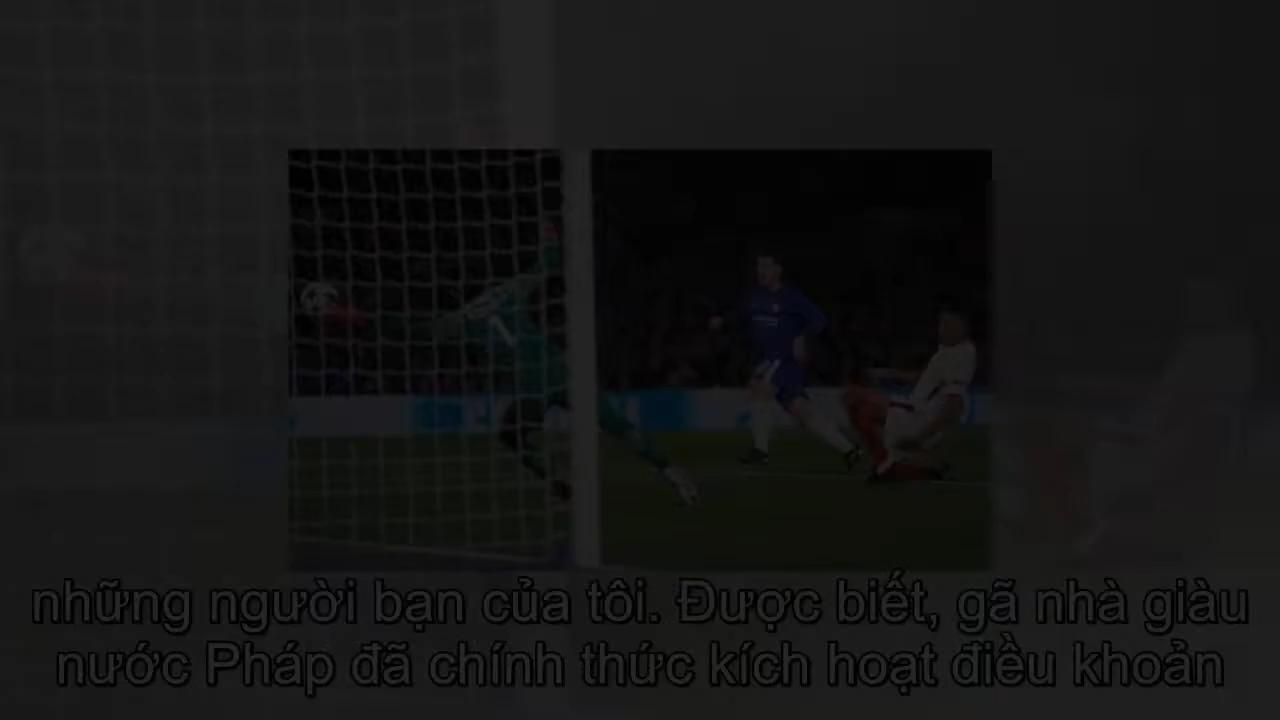 những người bạn của tôi. Được biết, gã nhà giàu
nước Pháp đã chính thức kích hoạt điều khoản